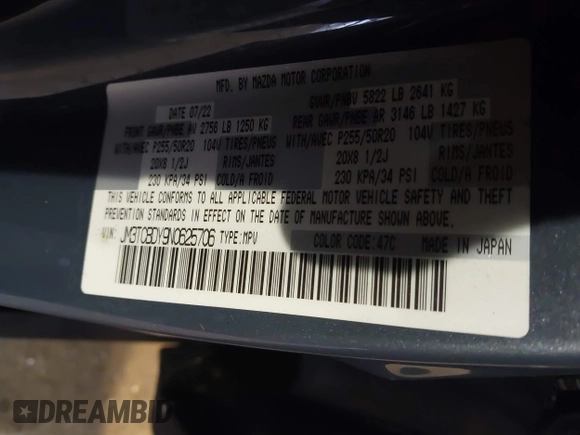 MFD. BY MAZDA MOTOR CORPORATION
DATE 07/22 GVWR/PNBV 5822 LB 2641 KG
FRONT GAWR/PNBE AV 2756 LB 1250 KG REAR GAWR/PNBE AR 3146 LB 1427 KG
WITH/AVEC P255/50R20 104V TIRES/PNEUS WITH/AVEC P255/50R20 104V TIRES/PNEUS
20X8 1/2J RIMS/JANTES 20X8 1/2J RIMS/JANTES
230 KPA/34 PSI COLD/A FROID 230 KPA/34 PSI COLD/A FROID
THIS VEHICLE CONFORMS TO ALL APPLICABLE FEDERAL MOTOR VEHICLE SAFETY AND THEFT
PREVENTION STANDARDS IN EFFECT ON THE DATE OF MANUFACTURE SHOWN ABOVE.
VIN: JM3TCBDY9N0625706 TYPE:MPV COLOR CODE:47C MADE IN JAPAN
DREAMBID